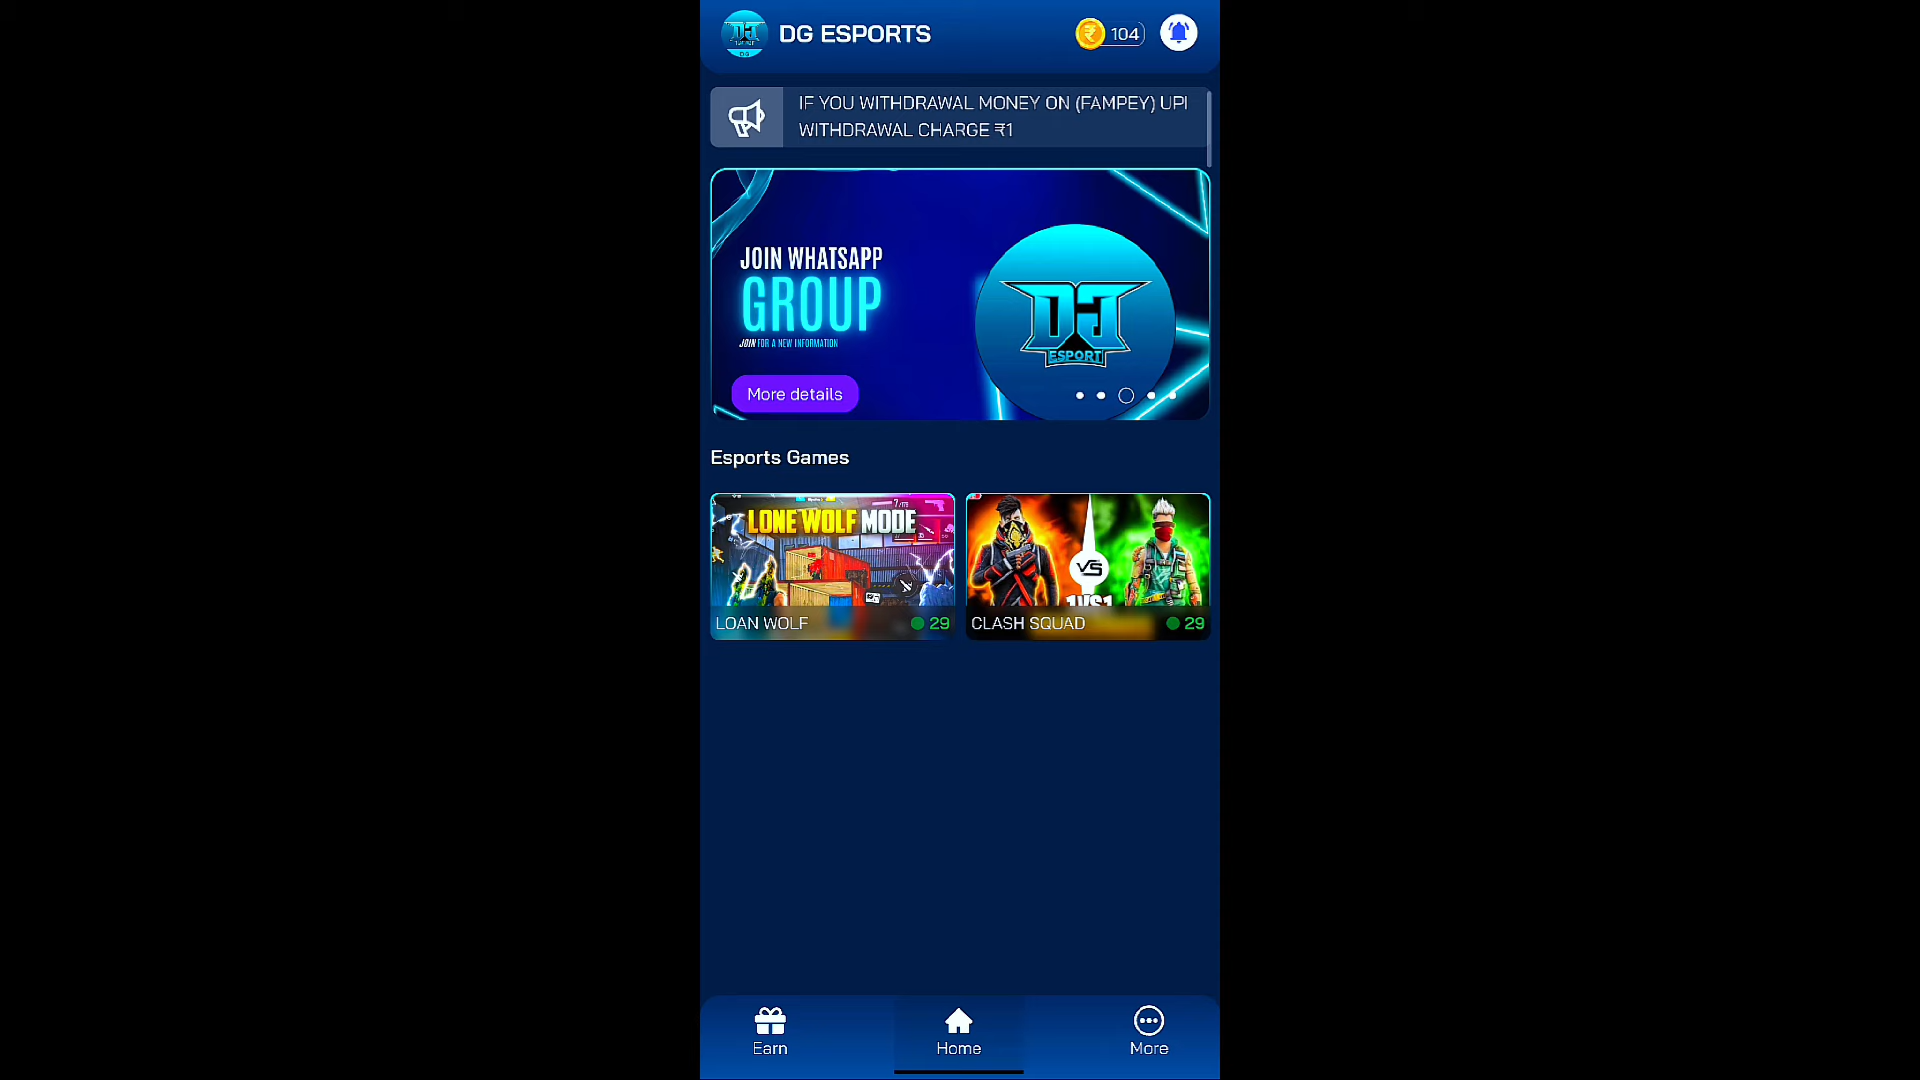 DG ESPORTS
104
IF YOU WITHDRAWAL MONEY ON (FAMPEY) UPI
WITHDRAWAL CHARGE ₹1
JOIN WHATSAPP
GROUP
JOIN FOR A NEW INFORMATION
DG
ESPORT
More details
Esports Games
LONE WOLF MODE
LOAN WOLF
29
VS
1VS1
CLASH SQUAD
29
Earn
Home
More